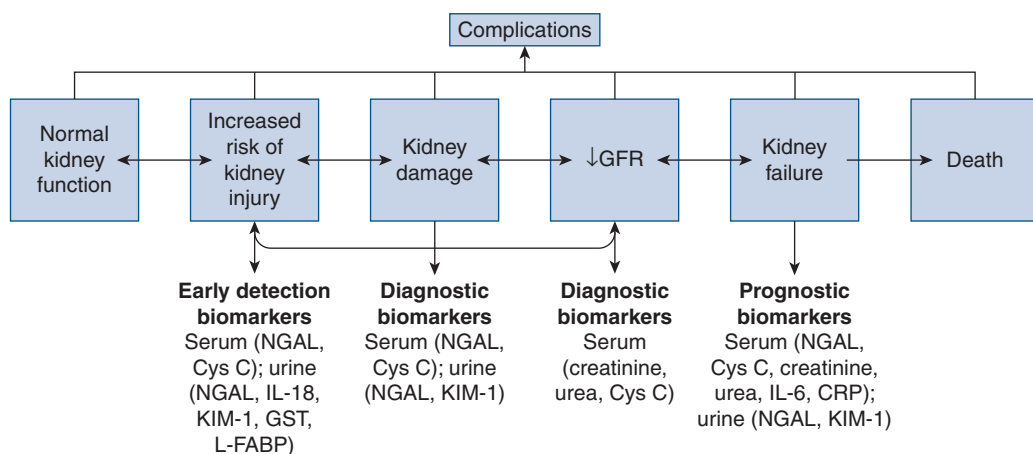 Complications
Normal
kidney
function
Increased
risk of
kidney
injury
Kidney
damage
↓GFR
Kidney
failure
Death
Early detection
biomarkers
Serum (NGAL,
Cys C); urine
(NGAL, IL-18,
KIM-1, GST,
L-FABP)
Diagnostic
biomarkers
Serum (NGAL,
Cys C); urine
(NGAL, KIM-1)
Diagnostic
biomarkers
Serum
(creatinine,
urea, Cys C)
Prognostic
biomarkers
Serum (NGAL,
Cys C, creatinine,
urea, IL-6, CRP);
urine (NGAL, KIM-1)